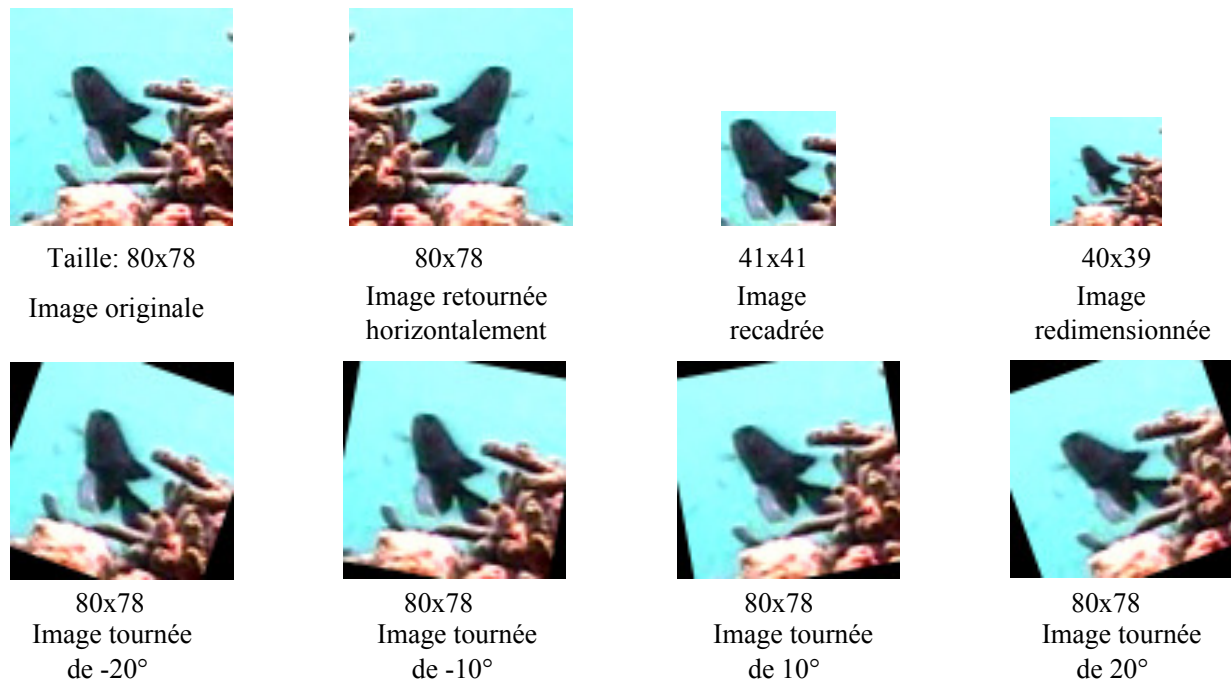 Taille: 80x78
Image originale
80x78
Image retournée
horizontalement
41x41
Image
recadrée
40x39
Image
redimensionnée
80x78
Image tournée
de -20°
80x78
Image tournée
de -10°
80x78
Image tournée
de 10°
80x78
Image tournée
de 20°